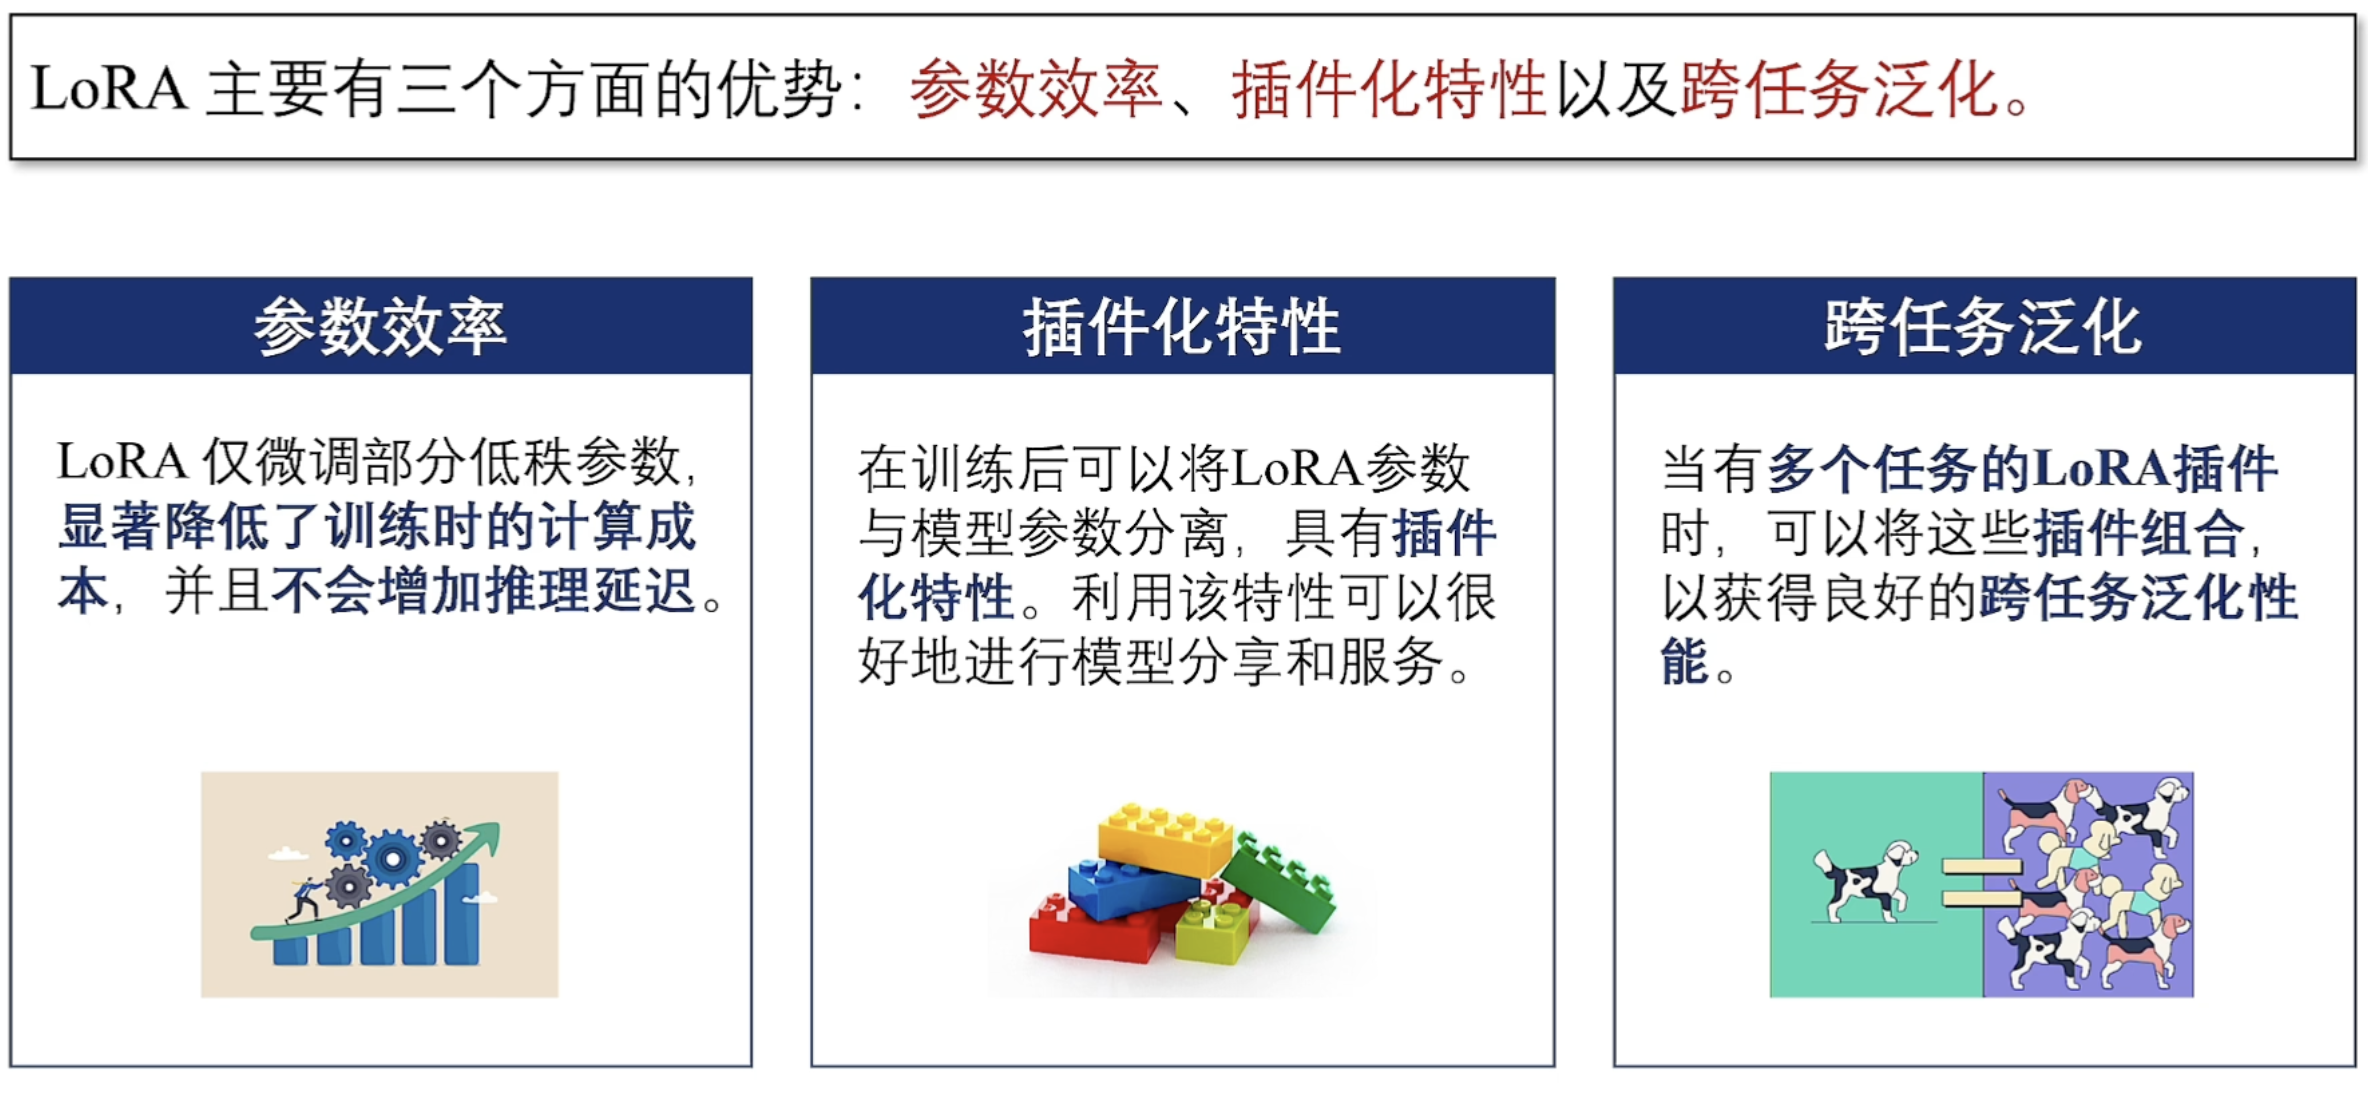 LoRA 主要有三个方面的优势：参数效率、插件化特性以及跨任务泛化。
参数效率
LoRA 仅微调部分低秩参数，
显著降低了训练时的计算成
本，并且不会增加推理延迟。
插件化特性
在训练后可以将LoRA参数
与模型参数分离，具有插件
化特性。利用该特性可以很
好地进行模型分享和服务。
跨任务泛化
当有多个任务的LoRA插件
时，可以将这些插件组合，
以获得良好的跨任务泛化性
能。